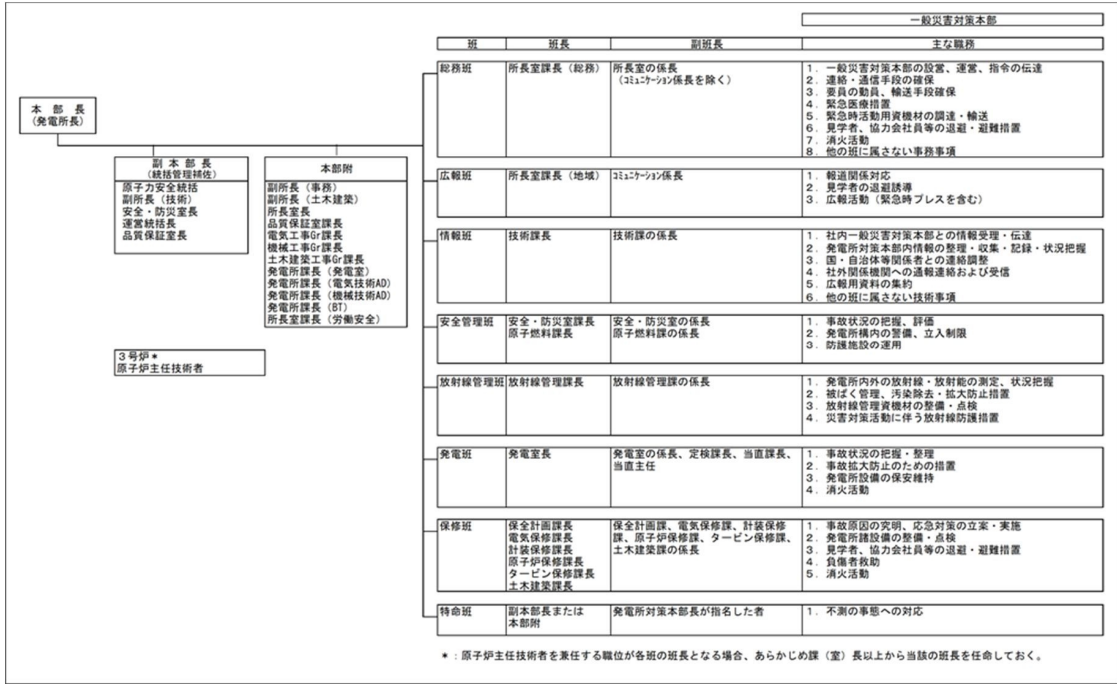 一般災害対策本部
班 班長 副班長 主な職務
本部長
(発電所長)
副本部長
(統括管理補佐)
原子力安全統括
副所長(技術)
安全・防災室長
運営統括長
品質保証室長
本部附
副所長(事務)
副所長(土木建築)
所長室長
品質保証室課長
電気工事Gr課長
機械工事Gr課長
土木建築工事Gr課長
発電所課長(発電室)
発電所課長(電気技術AD)
発電所課長(機械技術AD)
発電所課長(BT)
所長室課長(労働安全)
3号炉*
原子炉主任技術者
総務班
所長室課長(総務)
所長室の係長
(コミュニケーション係長を除く)
1. 一般災害対策本部の設営、運営、指令の伝達
2. 連絡・通信手段の確保
3. 要員の動員、輸送手段確保
4. 緊急医療措置
5. 緊急時活動用資機材の調達・輸送
6. 見学者、協力会社員等の退避・避難措置
7. 消火活動
8. 他の班に属さない事務事項
広報班
所長室課長(地域)
コミュニケーション係長
1. 報道関係対応
2. 見学者の退避誘導
3. 広報活動(緊急時プレスを含む)
情報班
技術課長
技術課の係長
1. 社内一般災害対策本部との情報受理・伝達
2. 発電所対策本部内情報の整理・収集・記録・状況把握
3. 国・自治体等関係者との連絡調整
4. 社外関係機関への通報連絡および受信
5. 広報用資料の集約
6. 他の班に属さない技術事項
安全管理班
安全・防災室課長
原子燃料課長
安全・防災室の係長
原子燃料課の係長
1. 事故状況の把握、評価
2. 発電所構内の警備、立入制限
3. 防護施設の運用
放射線管理班
放射線管理課長
放射線管理課の係長
1. 発電所内外の放射線・放射能の測定、状況把握
2. 被ばく管理、汚染除去・拡大防止措置
3. 放射線管理資機材の整備・点検
4. 災害対策活動に伴う放射線防護措置
発電班
発電室長
発電室の係長、定検課長、当直課長、
当直主任
1. 事故状況の把握・整理
2. 事故拡大防止のための措置
3. 発電所設備の保安維持
4. 消火活動
保修班
保全計画課長
電気保修課長
計装保修課長
原子炉保修課長
タービン保修課長
土木建築課長
保全計画課、電気保修課、計装保修
課、原子炉保修課、タービン保修課、
土木建築課の係長
1. 事故原因の究明、応急対策の立案・実施
2. 発電所諸設備の整備・点検
3. 見学者、協力会社員等の退避・避難措置
4. 負傷者救助
5. 消火活動
特命班
副本部長または
本部附
発電所対策本部長が指名した者
1. 不測の事態への対応
*:原子炉主任技術者を兼任する職位が各班の班長となる場合、あらかじめ課(室)長以上から当該の班長を任命しておく。